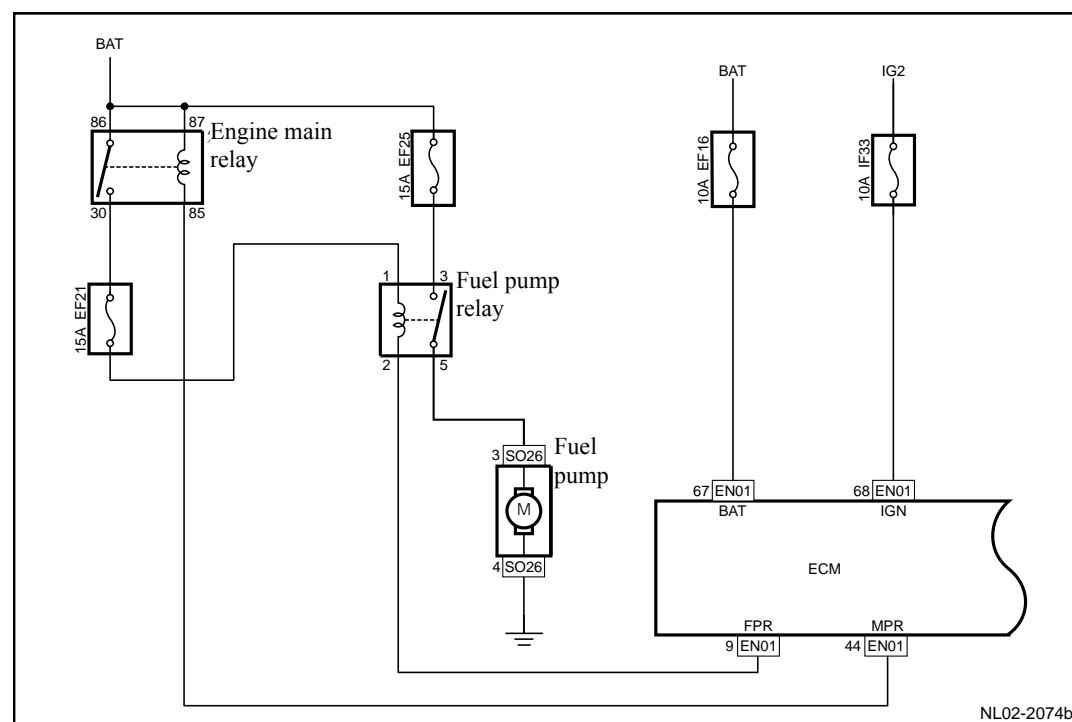 BAT
BAT
IG2
86
87
Engine main
relay
15A EF25
10A EF16
10A IF33
30
85
15A EF21
1
3
Fuel pump
relay
2
5
3 SO26
Fuel
pump
M
4 SO26
67 EN01
68 EN01
BAT
IGN
ECM
FPR
MPR
9 EN01
44 EN01
NL02-2074b